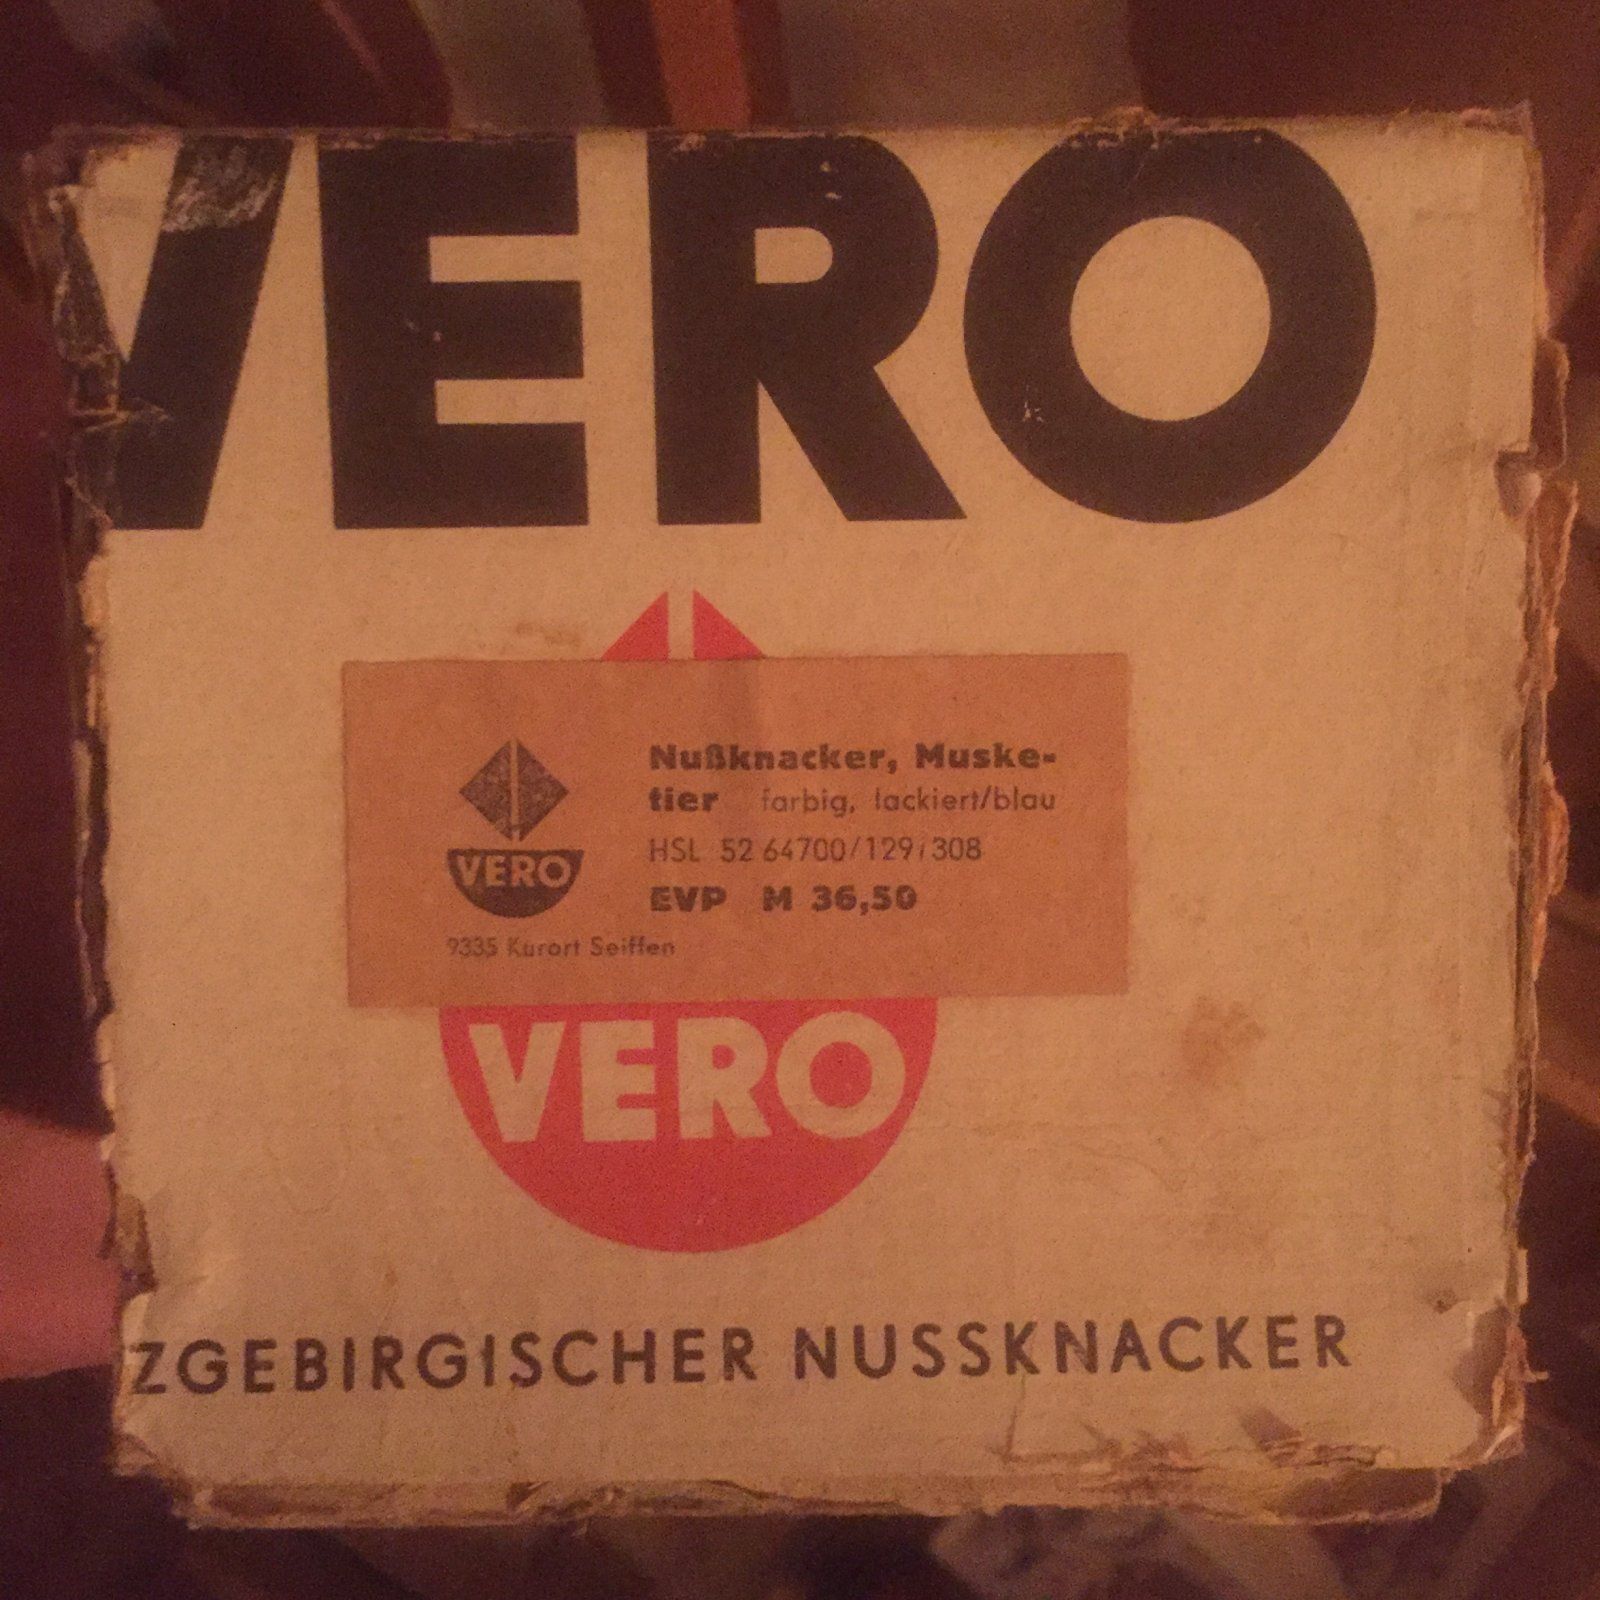 VERO
VERO
Nußknacker, Muske-
tier farbig, lackiert/blau
HSL 52 64700/129/308
EVP M 36,50
9335 Kurort Seiffen
VERO
ZGEBIRGISCHER NUSSKNACKER